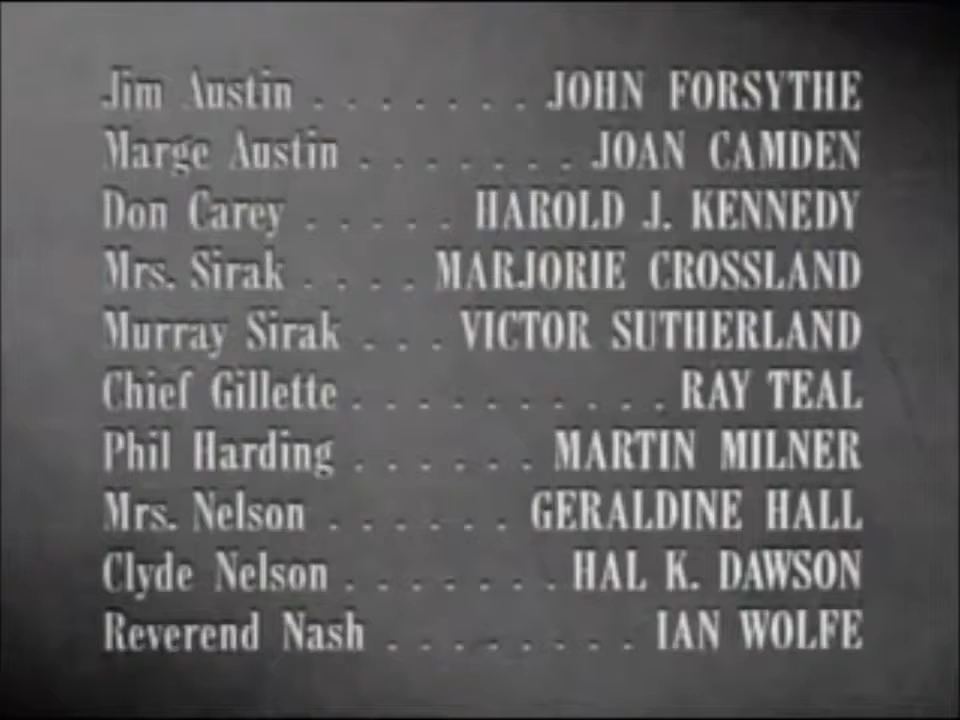 Jim Austin . . . . . . . JOHN FORSYTHE
Marge Austin . . . . . . . JOAN CAMDEN
Don Carey . . . . . HAROLD J. KENNEDY
Mrs. Sirak . . . . MARJORIE CROSSLAND
Murray Sirak . . . VICTOR SUTHERLAND
Chief Gillette . . . . . . . . . . RAY TEAL
Phil Harding . . . . . . MARTIN MILNER
Mrs. Nelson . . . . . . GERALDINE HALL
Clyde Nelson . . . . . . . HAL K. DAWSON
Reverend Nash . . . . . . . . IAN WOLFE